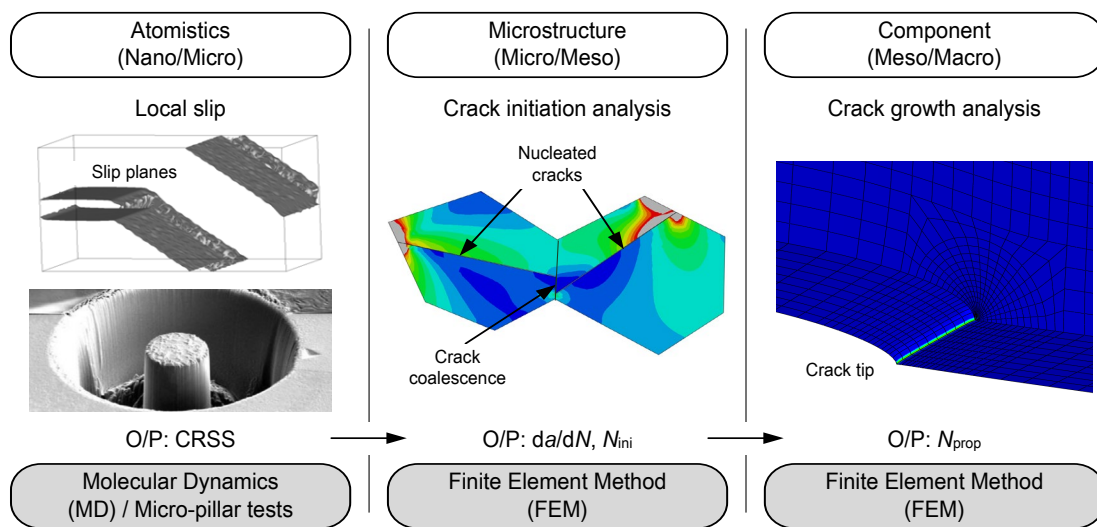 Atomistics
(Nano/Micro)
Microstructure
(Micro/Meso)
Component
(Meso/Macro)
Local slip
Slip planes
Crack initiation analysis
Nucleated
cracks
Crack
coalescence
Crack growth analysis
Crack tip
O/P: CRSS
O/P: da/dN, Nini
O/P: Nprop
Molecular Dynamics
(MD) / Micro-pillar tests
Finite Element Method
(FEM)
Finite Element Method
(FEM)